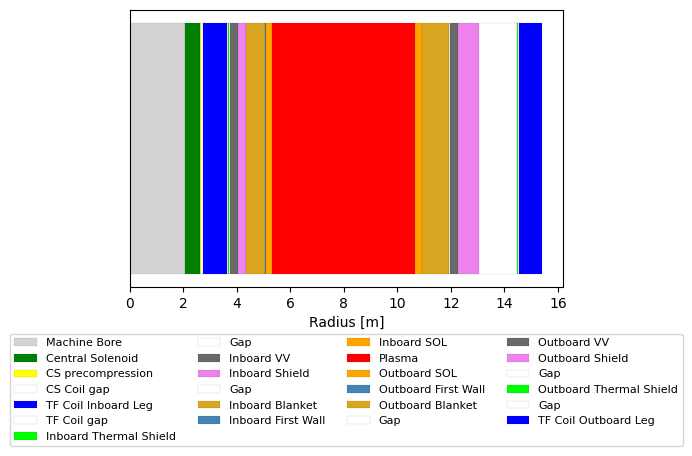 0 2 4 6 8 10 12 14 16
Radius [m]
Machine Bore
Central Solenoid
CS precompression
CS Coil gap
TF Coil Inboard Leg
TF Coil gap
Inboard Thermal Shield
Gap
Inboard VV
Inboard Shield
Gap
Inboard Blanket
Inboard First Wall
Inboard SOL
Plasma
Outboard SOL
Outboard First Wall
Outboard Blanket
Gap
Outboard VV
Outboard Shield
Gap
Outboard Thermal Shield
Gap
TF Coil Outboard Leg